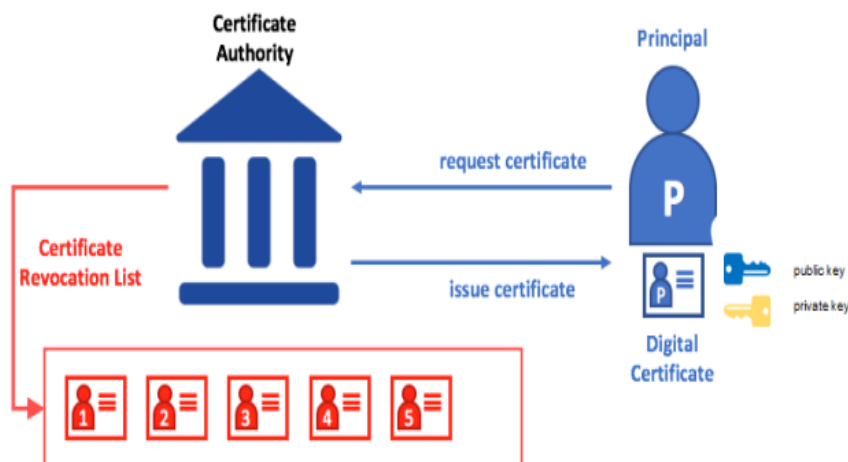 Certificate
Authority
Principal
request certificate
P
Certificate
Revocation List
issue certificate
P
public key
private key
Digital
Certificate
1 2 3 4 5